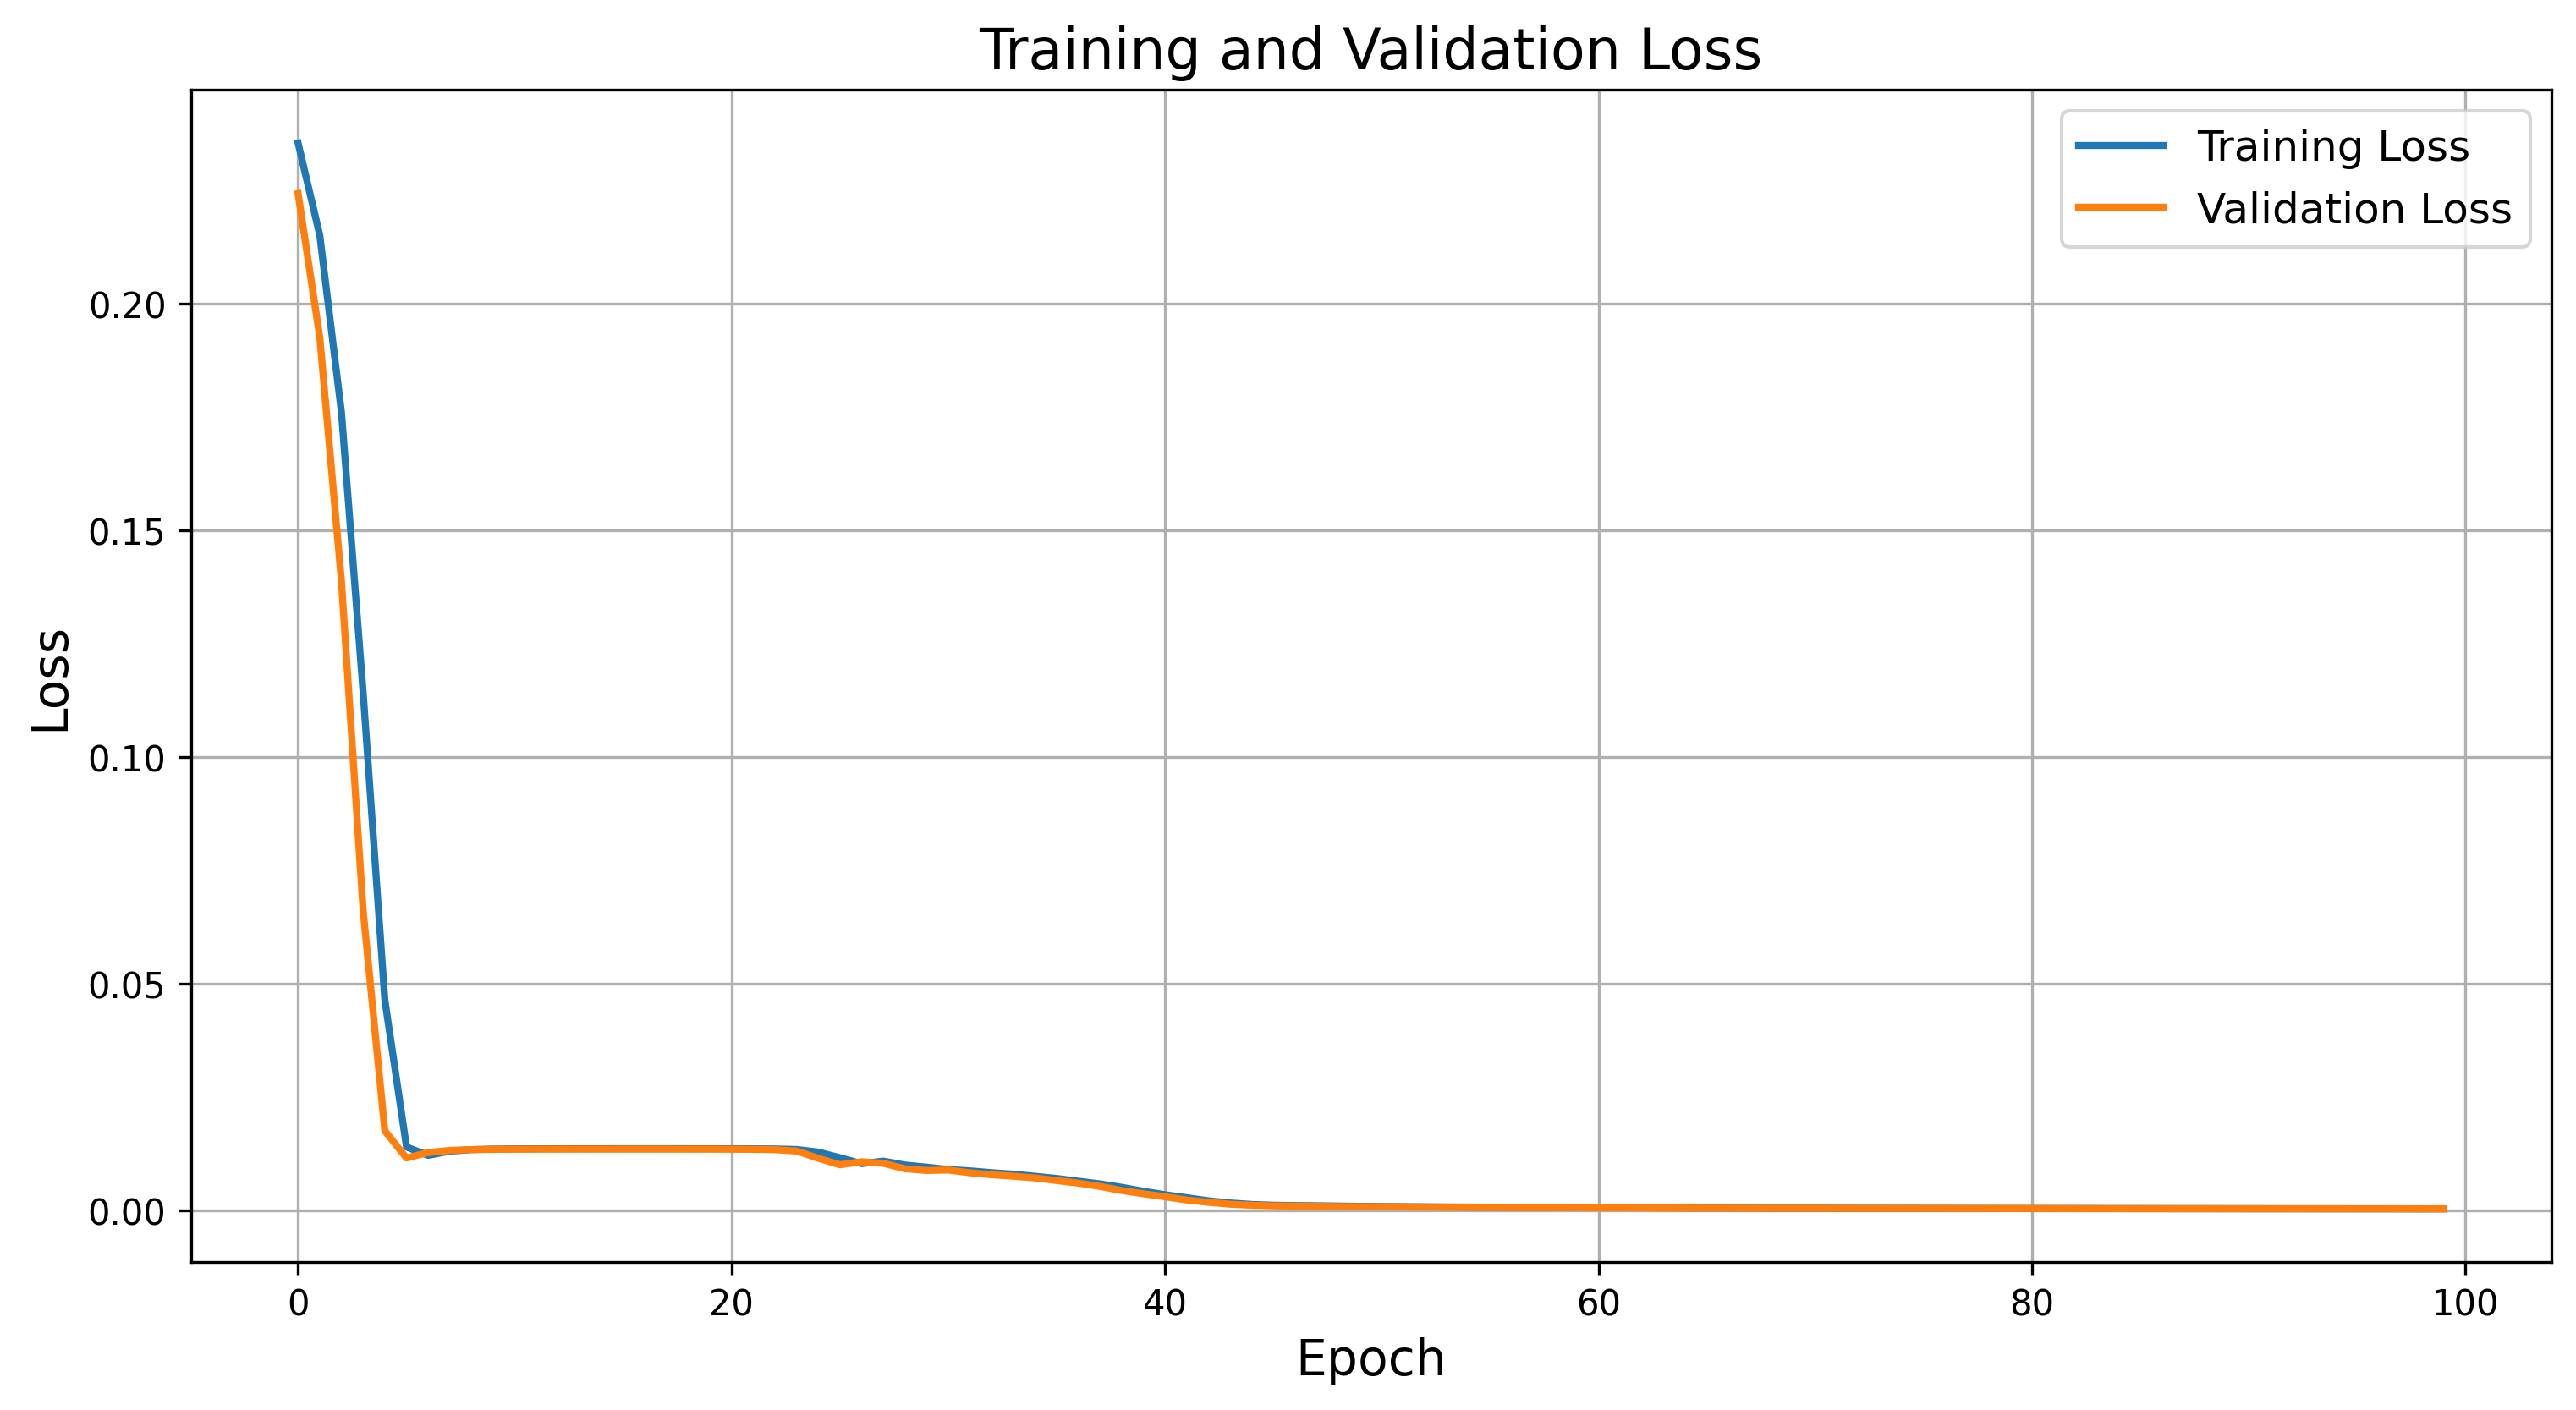 Training and Validation Loss
Training Loss
Validation Loss
0.20
0.15
0.10
0.05
0.00
Loss
0 20 40 60 80 100
Epoch